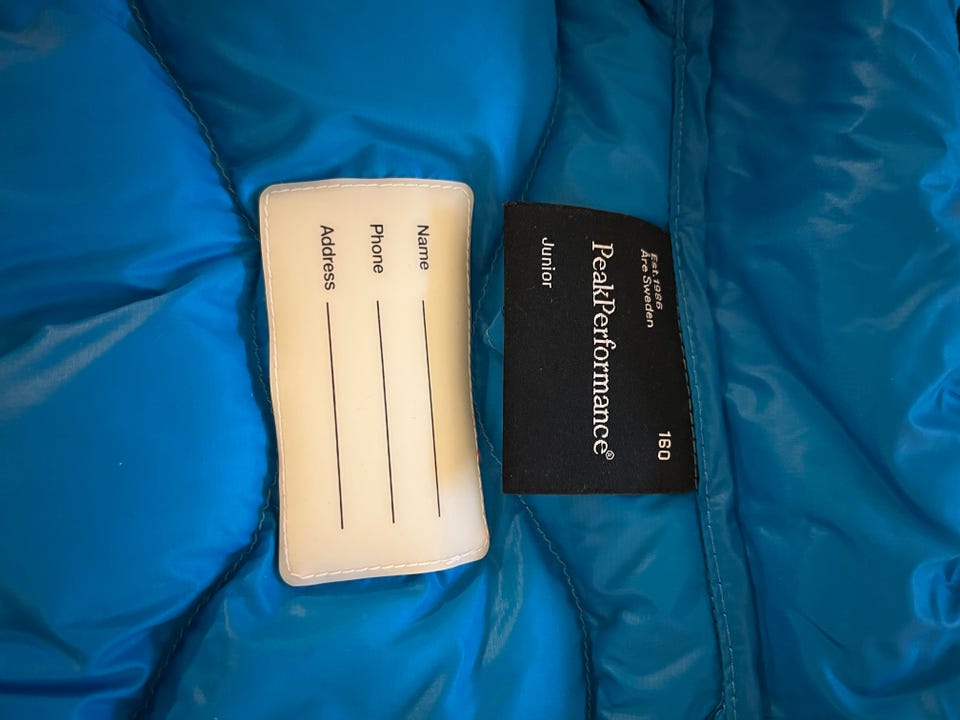 Est.1986
Åre Sweden
160
PeakPerformance®
Junior
Name
Phone
Address